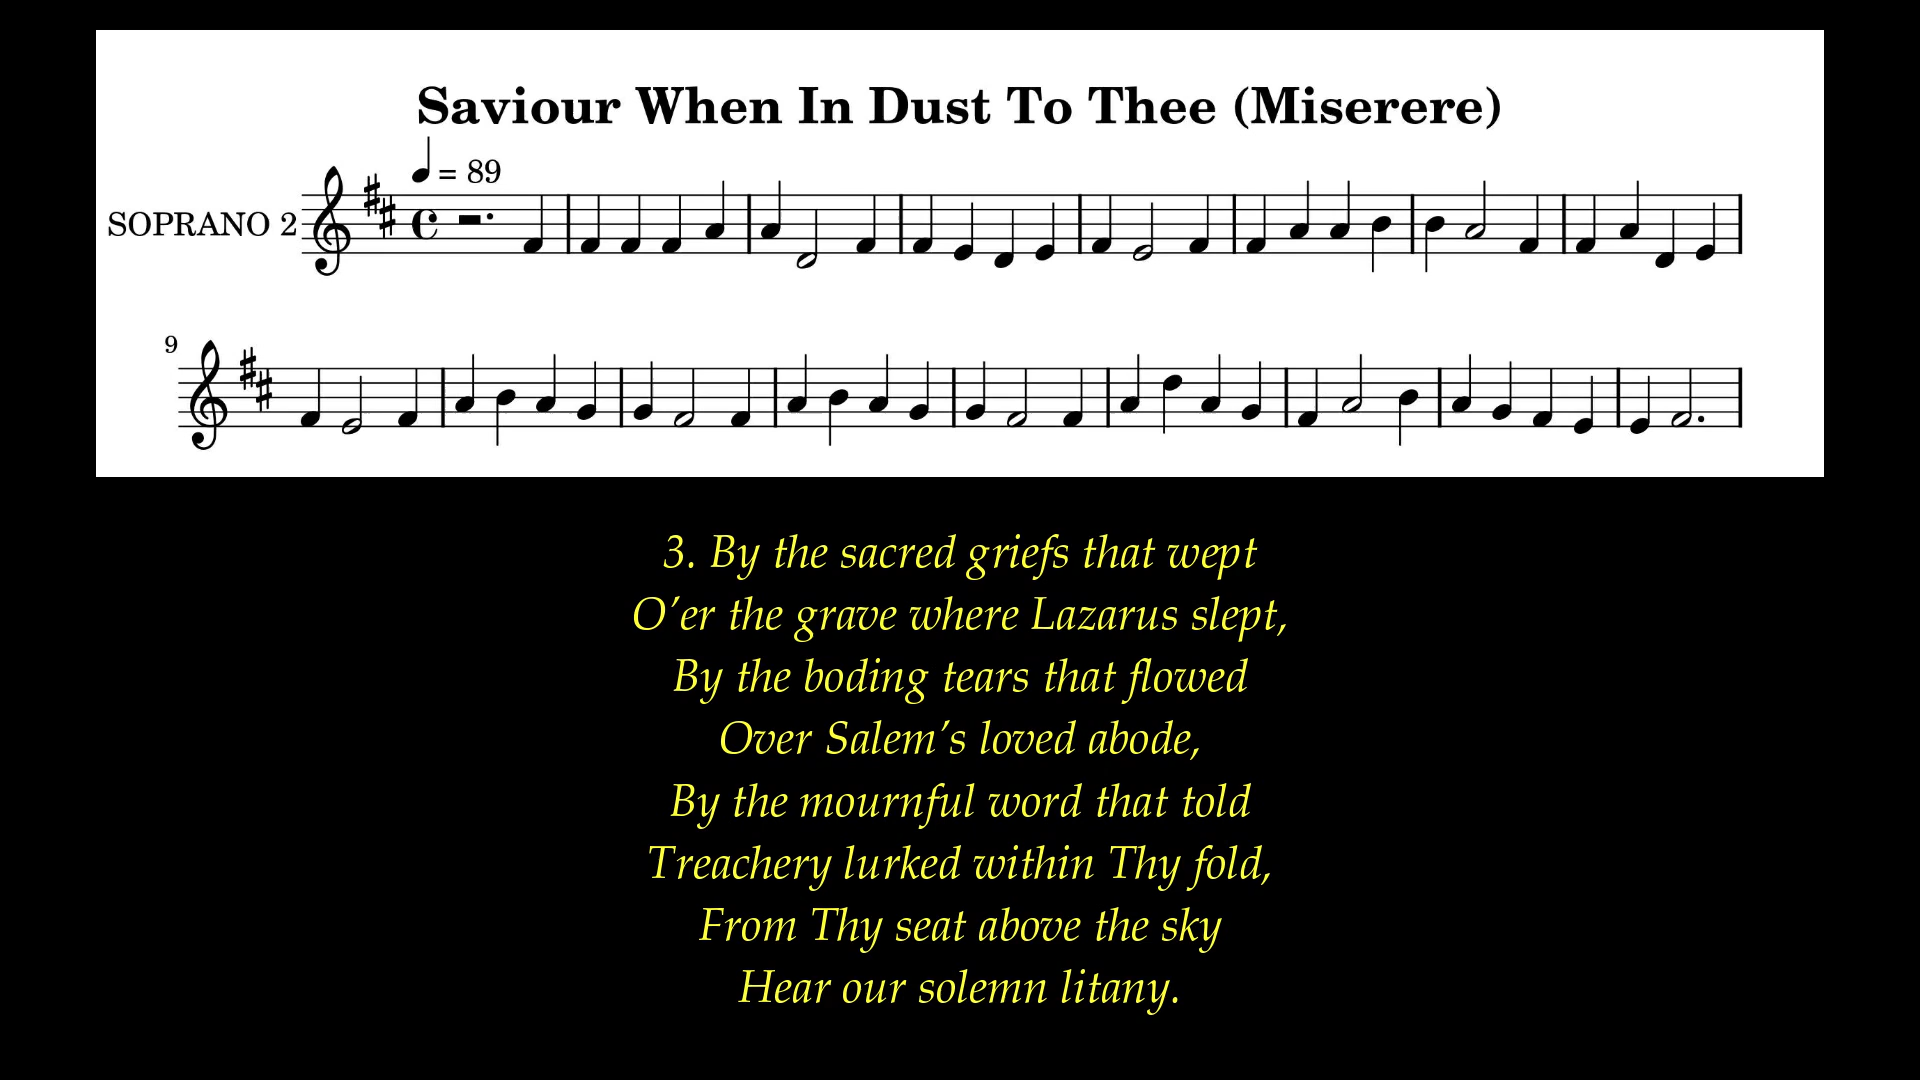 Saviour When In Dust To Thee (Miserere)
= 89
SOPRANO 2
9
3. By the sacred griefs that wept
O’er the grave where Lazarus slept,
By the boding tears that flowed
Over Salem’s loved abode,
By the mournful word that told
Treachery lurked within Thy fold,
From Thy seat above the sky
Hear our solemn litany.